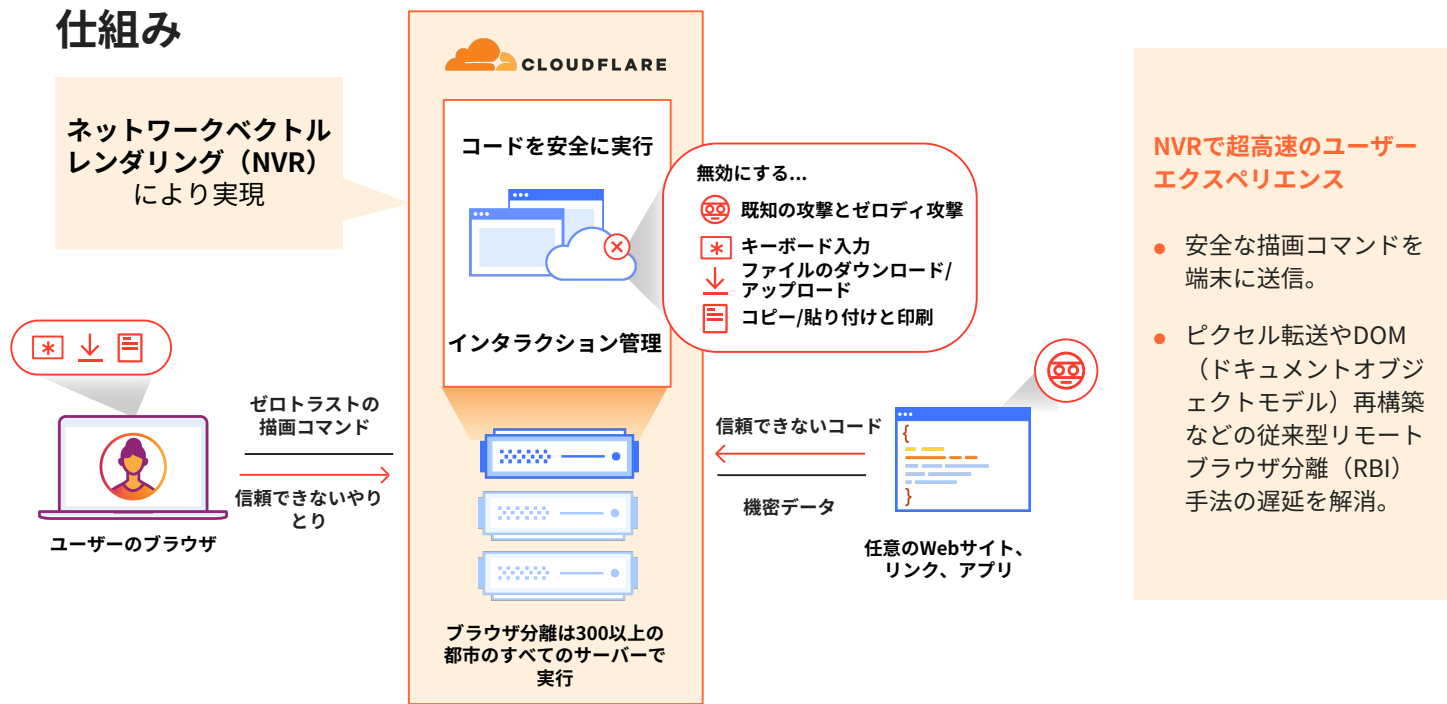 仕組み
ネットワークベクトル
レンダリング（NVR）
により実現
CLOUDFLARE
コードを安全に実行
インタラクション管理
無効にする...
既知の攻撃とゼロディ攻撃
キーボード入力
ファイルのダウンロード/
アップロード
コピー/貼り付けと印刷
ゼロトラストの
描画コマンド
信頼できないやり
とり
ユーザーのブラウザ
信頼できないコード
機密データ
{
}
任意のWebサイト、
リンク、アプリ
ブラウザ分離は300以上の
都市のすべてのサーバーで
実行
NVRで超高速のユーザー
エクスペリエンス
● 安全な描画コマンドを
端末に送信。
● ピクセル転送やDOM
（ドキュメントオブジ
ェクトモデル）再構築
などの従来型リモート
ブラウザ分離（RBI）
手法の遅延を解消。